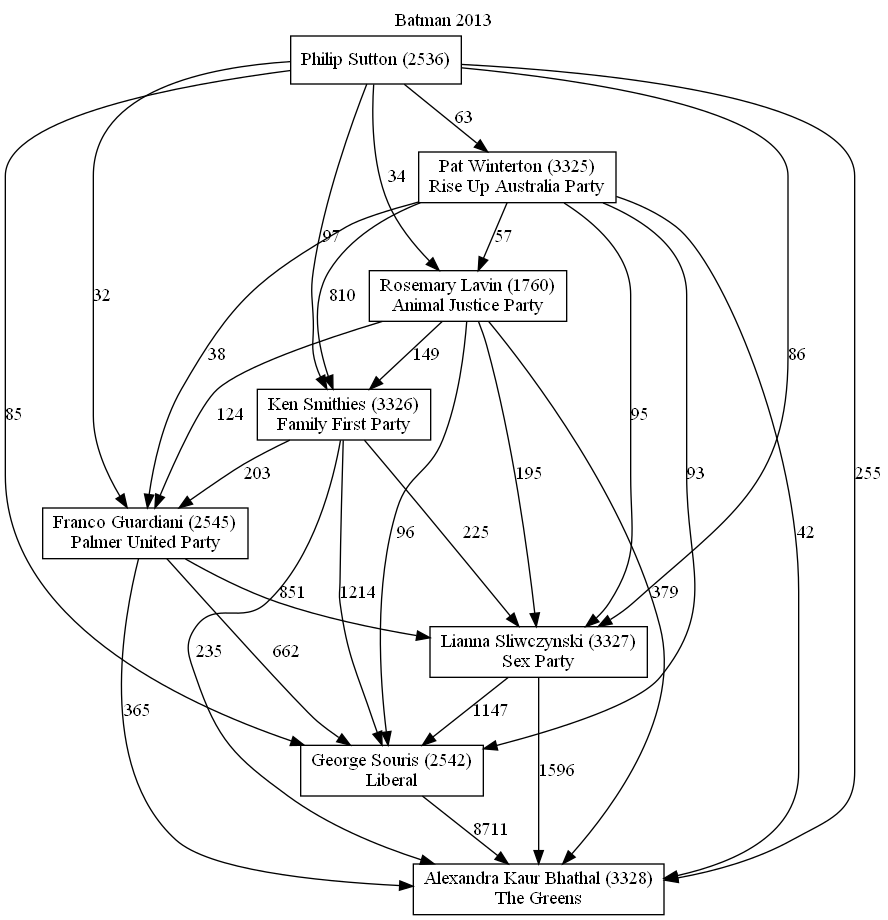 Batman 2013
Philip Sutton (2536)
63
Pat Winterton (3325)
Rise Up Australia Party
34
97
57
Rosemary Lavin (1760)
Animal Justice Party
32
810
38
149
86
Ken Smithies (3326)
Family First Party
85
124
95
203
195
93
255
Franco Guardiani (2545)
Palmer United Party
96
225
42
851
1214
379
Lianna Sliwczynski (3327)
Sex Party
235
662
365
1147
George Souris (2542)
Liberal
1596
8711
Alexandra Kaur Bhathal (3328)
The Greens